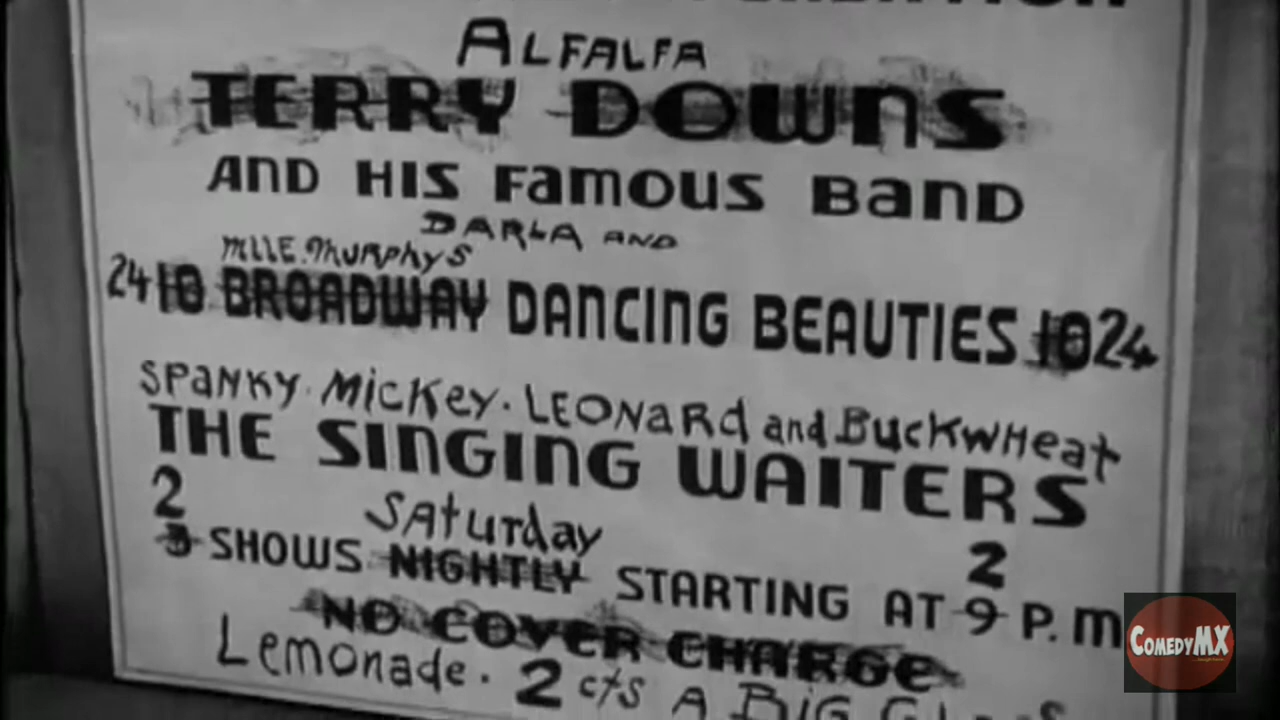 ALFALFA
TERRY DOWNS
AND HIS FAMOUS BAND
DARLA AND
MLLE. MURPHYS
24 10 BROADWAY DANCING BEAUTIES 10 24
SPANKY. MICKEY. LEONARD and BUCKWHEAT
THE SINGING WAITERS
2 Saturday 2
3 SHOWS NIGHTLY STARTING AT 9 P.M
NO COVER CHARGE
Lemonade. 2 cts A BIG
COMEDYMX